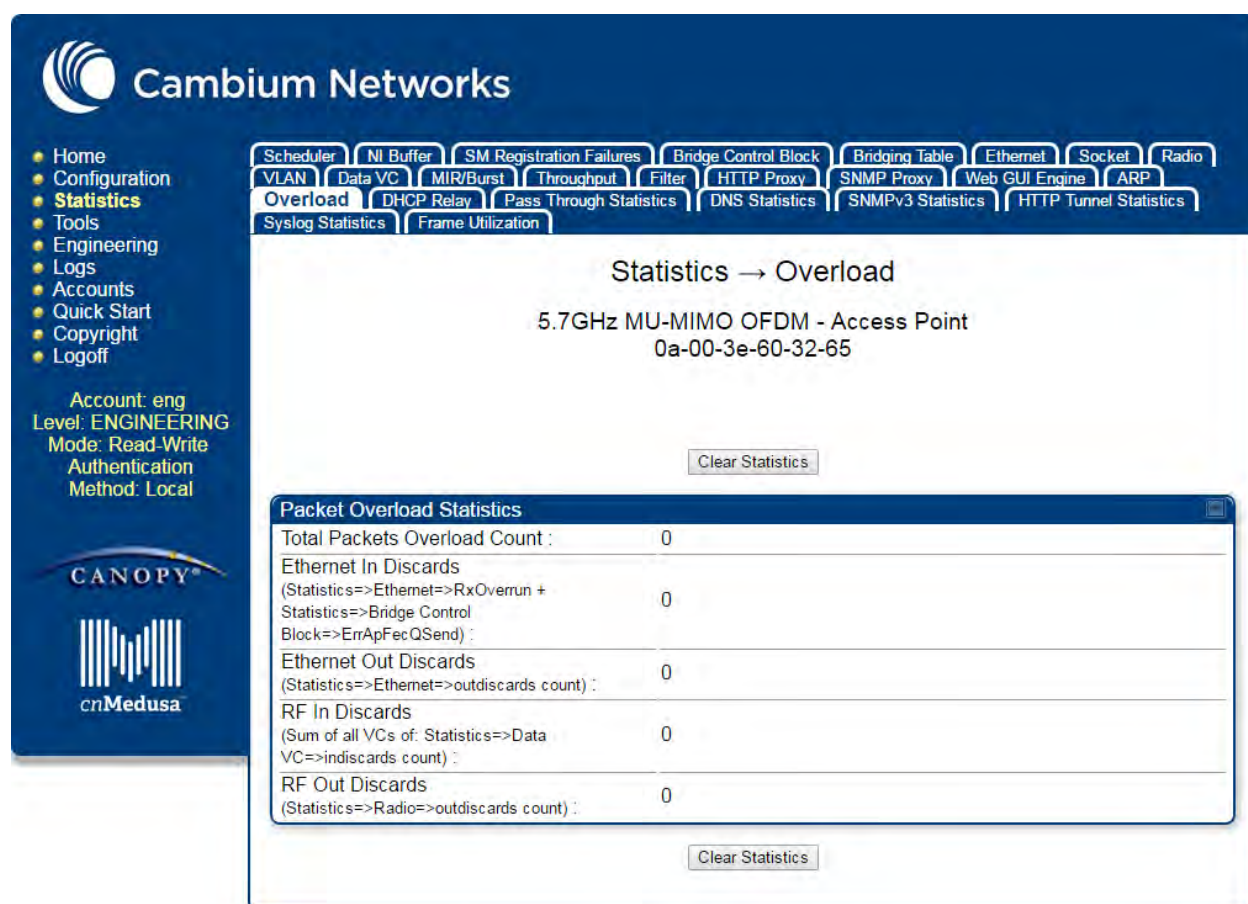 Cambium Networks
Home
Configuration
Statistics
Tools
Engineering
Logs
Accounts
Quick Start
Copyright
Logoff
Account: eng
Level: ENGINEERING
Mode: Read-Write
Authentication
Method: Local
CANOPY®
cnMedusa™
Scheduler NI Buffer SM Registration Failures Bridge Control Block Bridging Table Ethernet Socket Radio
VLAN Data VC MIR/Burst Throughput Filter HTTP Proxy SNMP Proxy Web GUI Engine ARP
Overload DHCP Relay Pass Through Statistics DNS Statistics SNMPv3 Statistics HTTP Tunnel Statistics
Syslog Statistics Frame Utilization
Statistics → Overload
5.7GHz MU-MIMO OFDM - Access Point
0a-00-3e-60-32-65
Clear Statistics
Packet Overload Statistics
Total Packets Overload Count : 0
Ethernet In Discards
(Statistics=>Ethernet=>RxOverrun +
Statistics=>Bridge Control
Block=>ErrApFecQSend) : 0
Ethernet Out Discards
(Statistics=>Ethernet=>outdiscards count) : 0
RF In Discards
(Sum of all VCs of: Statistics=>Data
VC=>indiscards count) : 0
RF Out Discards
(Statistics=>Radio=>outdiscards count) : 0
Clear Statistics